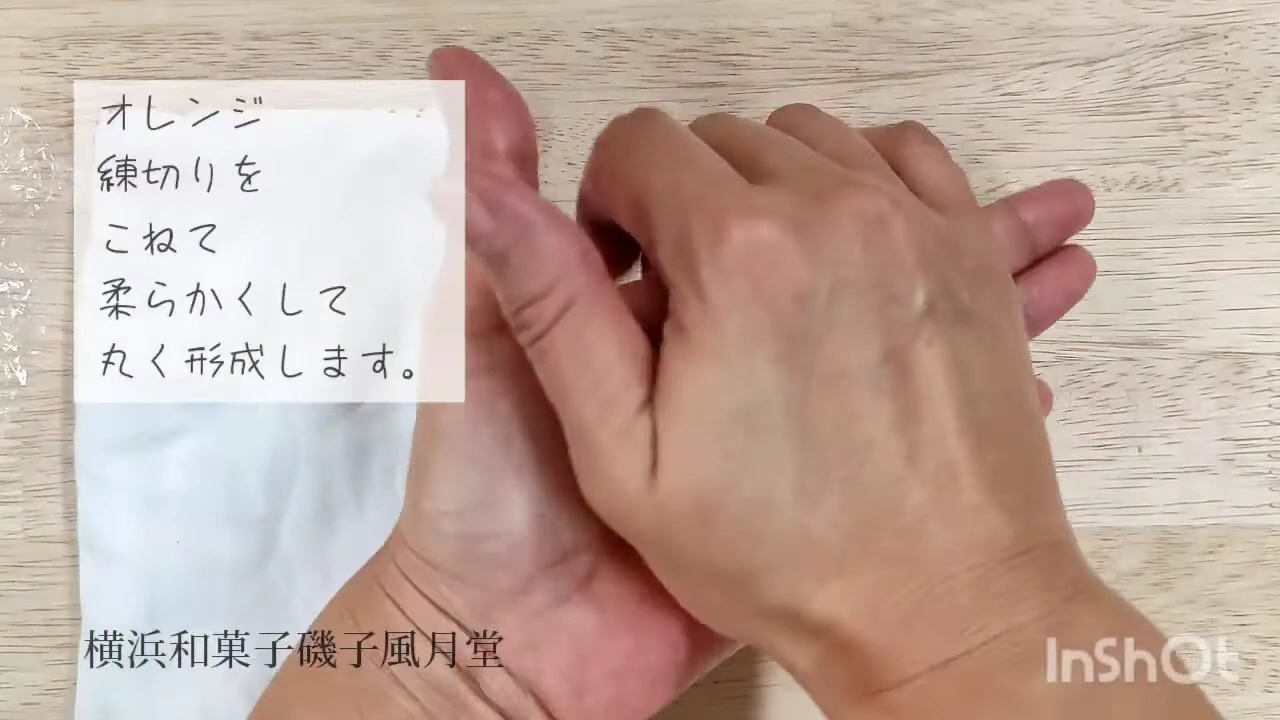 オレンジ
練切りを
こねて
柔らかくして
丸く形成します。
横浜和菓子磯子風月堂
InShOt